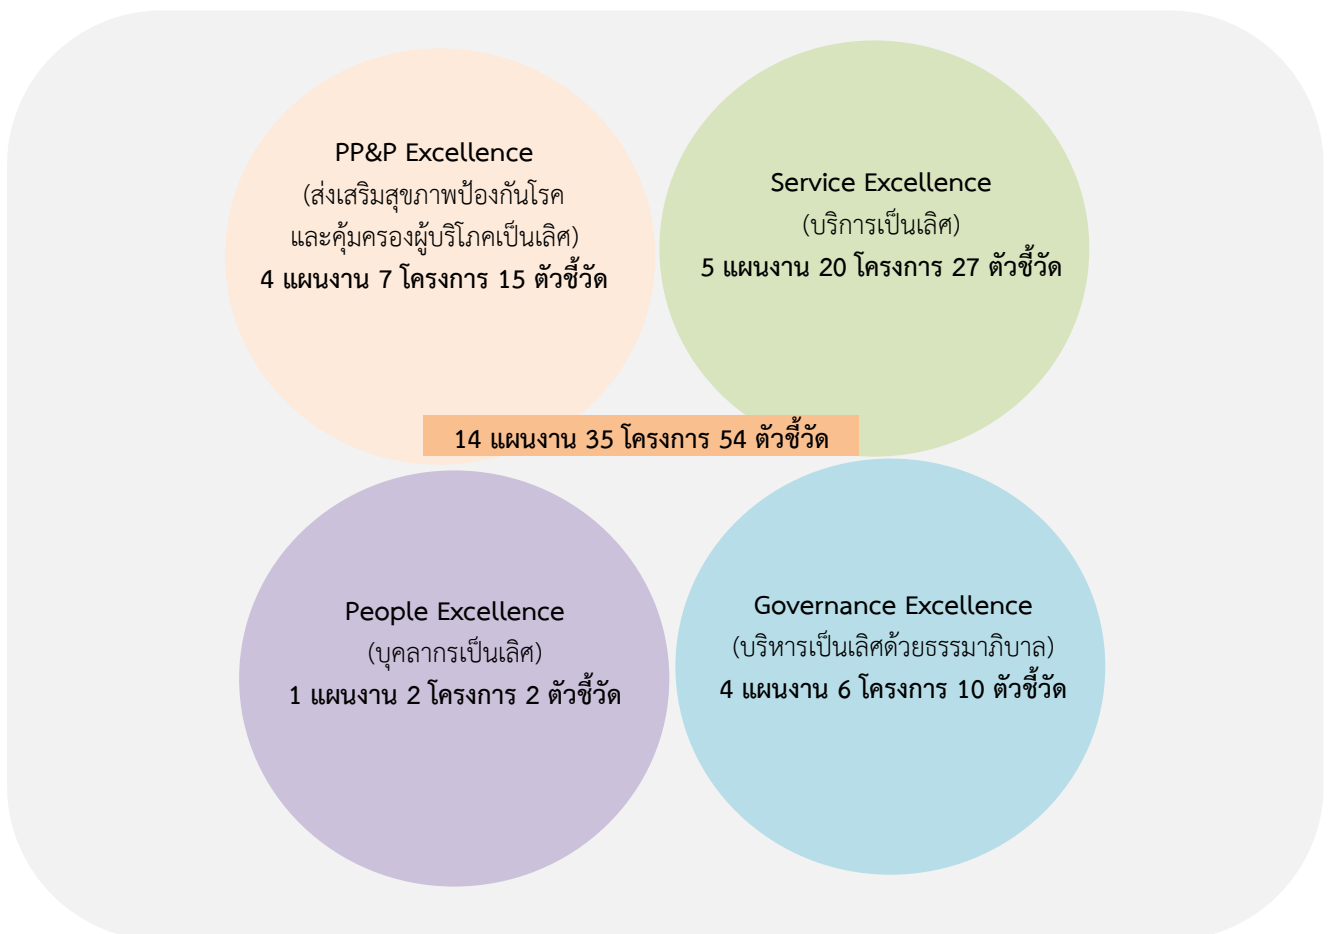 PP&P Excellence
(ส่งเสริมสุขภาพป้องกันโรค
และคุ้มครองผู้บริโภคเป็นเลิศ)
4 แผนงาน 7 โครงการ 15 ตัวชี้วัด
Service Excellence
(บริการเป็นเลิศ)
5 แผนงาน 20 โครงการ 27 ตัวชี้วัด
14 แผนงาน 35 โครงการ 54 ตัวชี้วัด
People Excellence
(บุคลากรเป็นเลิศ)
1 แผนงาน 2 โครงการ 2 ตัวชี้วัด
Governance Excellence
(บริหารเป็นเลิศด้วยธรรมาภิบาล)
4 แผนงาน 6 โครงการ 10 ตัวชี้วัด